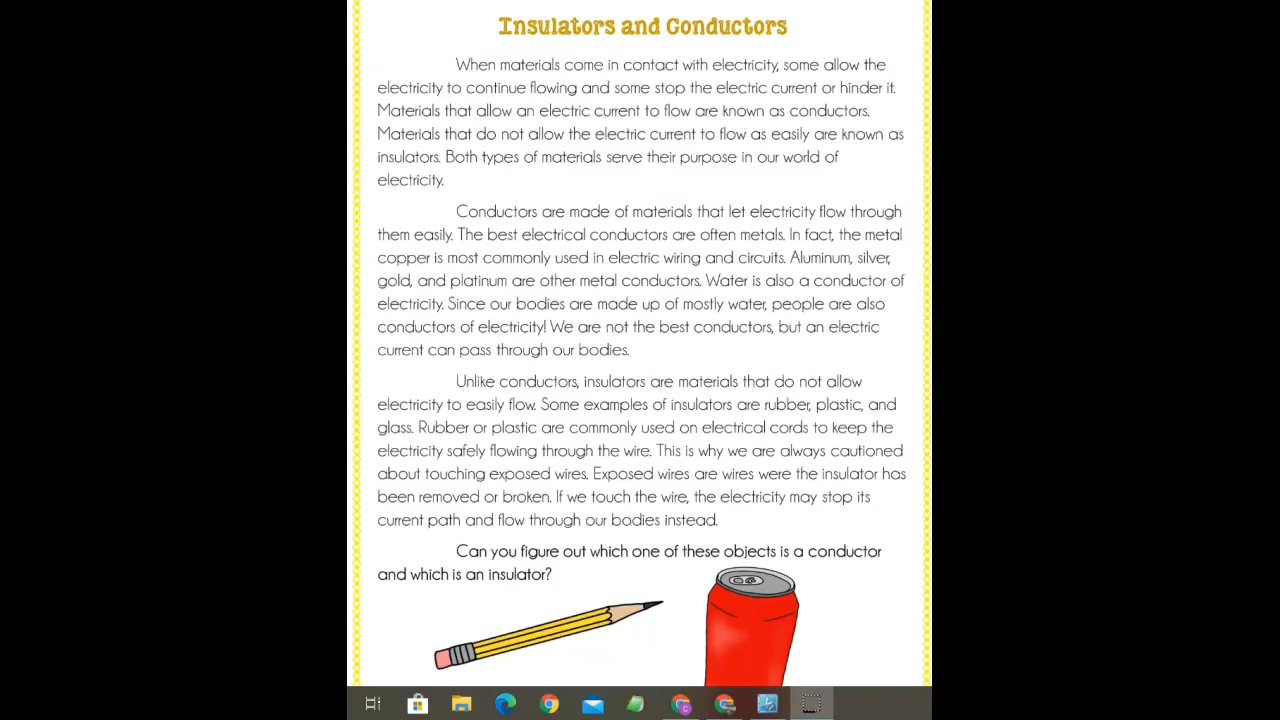 Insulators and Conductors
When materials come in contact with electricity, some allow the
electricity to continue flowing and some stop the electric current or hinder it.
Materials that allow an electric current to flow are known as conductors.
Materials that do not allow the electric current to flow as easily are known as
insulators. Both types of materials serve their purpose in our world of
electricity.
Conductors are made of materials that let electricity flow through
them easily. The best electrical conductors are often metals. In fact, the metal
copper is most commonly used in electric wiring and circuits. Aluminum, silver,
gold, and platinum are other metal conductors. Water is also a conductor of
electricity. Since our bodies are made up of mostly water, people are also
conductors of electricity! We are not the best conductors, but an electric
current can pass through our bodies.
Unlike conductors, insulators are materials that do not allow
electricity to easily flow. Some examples of insulators are rubber, plastic, and
glass. Rubber or plastic are commonly used on electrical cords to keep the
electricity safely flowing through the wire. This is why we are always cautioned
about touching exposed wires. Exposed wires are wires were the insulator has
been removed or broken. If we touch the wire, the electricity may stop its
current path and flow through our bodies instead.
Can you figure out which one of these objects is a conductor
and which is an insulator?